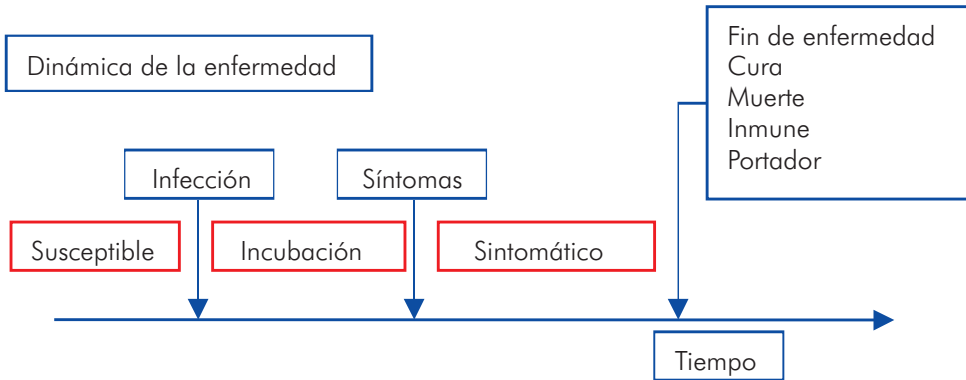 Dinámica de la enfermedad
Fin de enfermedad
Cura
Muerte
Inmune
Portador
Infección
Síntomas
Susceptible
Incubación
Sintomático
Tiempo